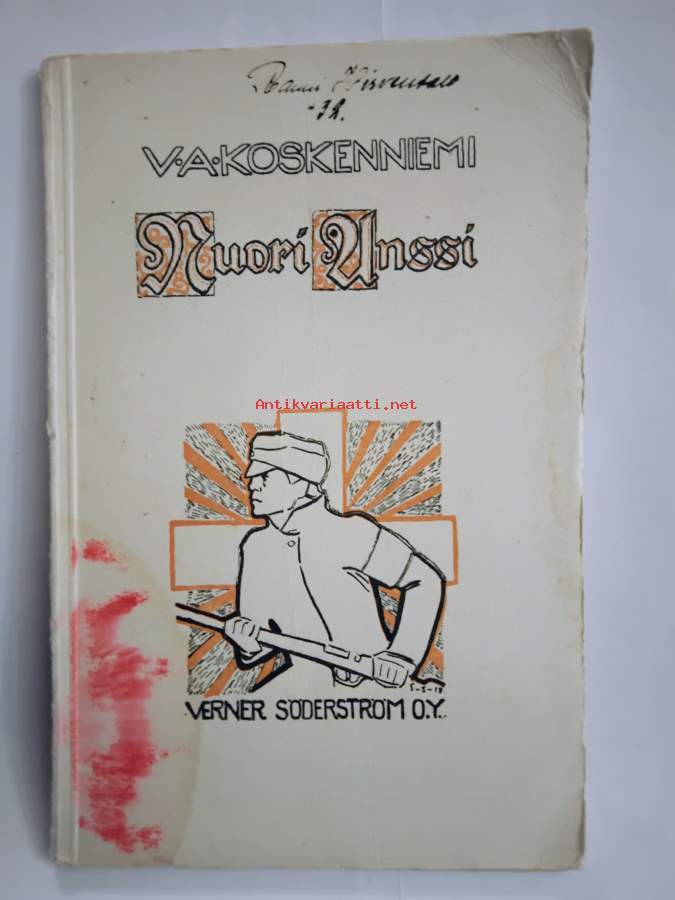 -32.
V·A·KOSKENNIEMI
Nuori Anssi
Antikvariaatti.net
VERNER SÖDERSTRÖM O.Y.